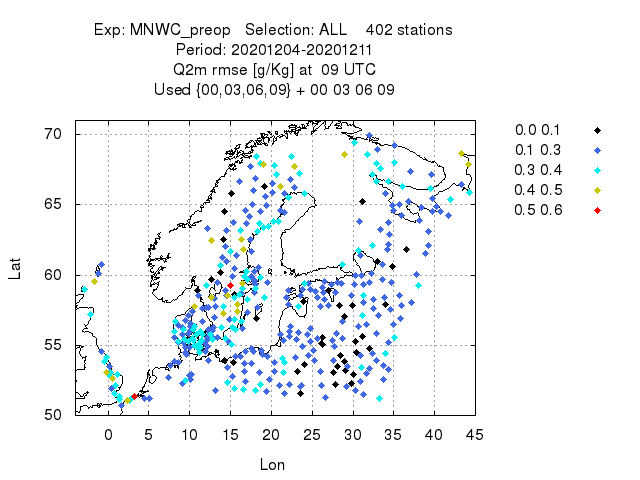 Exp: MNWC_preop   Selection: ALL    402 stations
Period: 20201204-20201211
Q2m rmse [g/Kg] at  09 UTC
Used {00,03,06,09} + 00 03 06 09
0.0 0.1
0.1 0.3
0.3 0.4
0.4 0.5
0.5 0.6
70
65
60
55
50
Lat
0 5 10 15 20 25 30 35 40 45
Lon